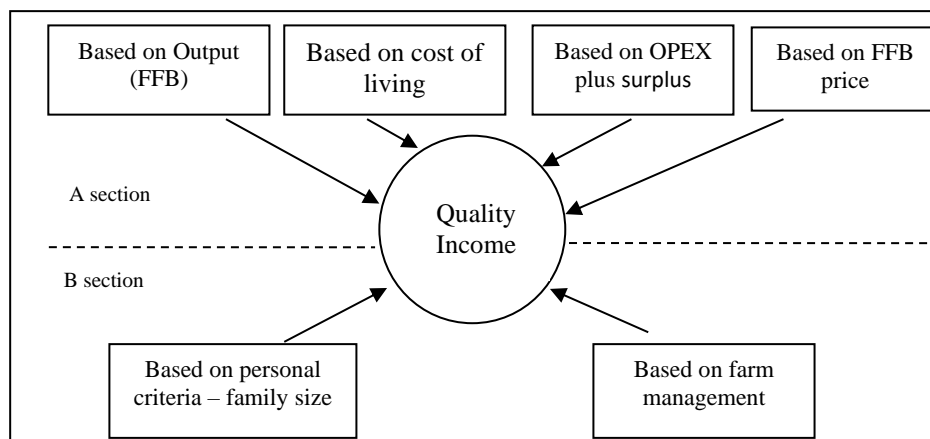 Based on Output
(FFB)
Based on cost of
living
Based on OPEX
plus surplus
Based on FFB
price
A section
Quality
Income
B section
Based on personal
criteria – family size
Based on farm
management